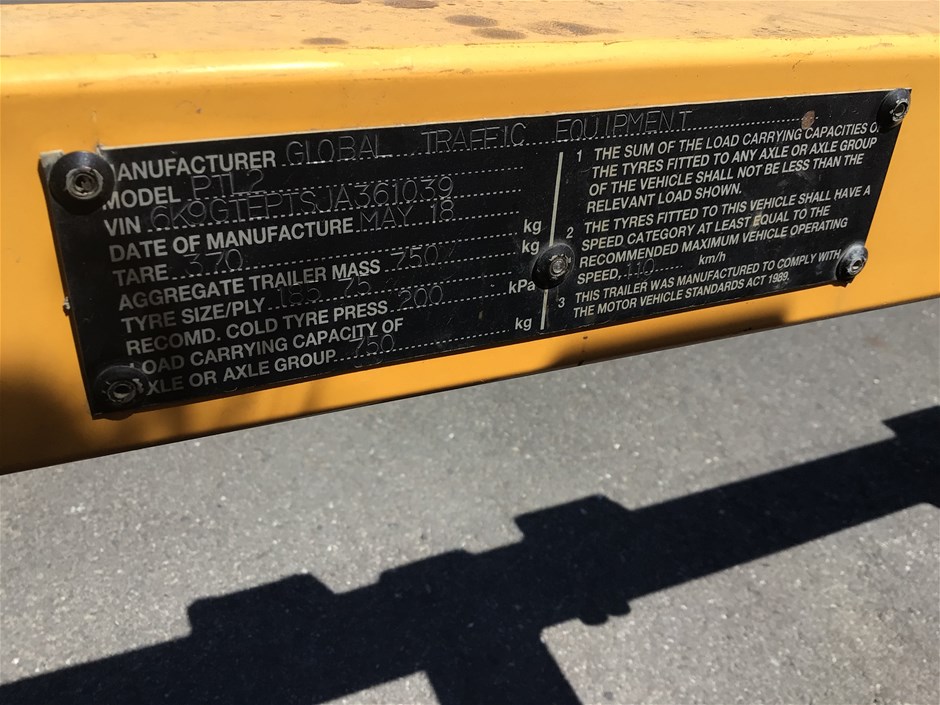 MANUFACTURER GLOBAL TRAFFIC EQUIPMENT
MODEL PTL2
VIN 6K9GTEPTSJA361039
DATE OF MANUFACTURE MAY 18
TARE 370 kg
AGGREGATE TRAILER MASS 750 kg
TYRE SIZE/PLY 155 75
RECOMD. COLD TYRE PRESS 200 kPa
LOAD CARRYING CAPACITY OF
AXLE OR AXLE GROUP 750 kg
1 THE SUM OF THE LOAD CARRYING CAPACITIES OF
THE TYRES FITTED TO ANY AXLE OR AXLE GROUP
OF THE VEHICLE SHALL NOT BE LESS THAN THE
RELEVANT LOAD SHOWN.
2 THE TYRES FITTED TO THIS VEHICLE SHALL HAVE A
SPEED CATEGORY AT LEAST EQUAL TO THE
RECOMMENDED MAXIMUM VEHICLE OPERATING
SPEED, 110 km/h
3 THIS TRAILER WAS MANUFACTURED TO COMPLY WITH
THE MOTOR VEHICLE STANDARDS ACT 1989.